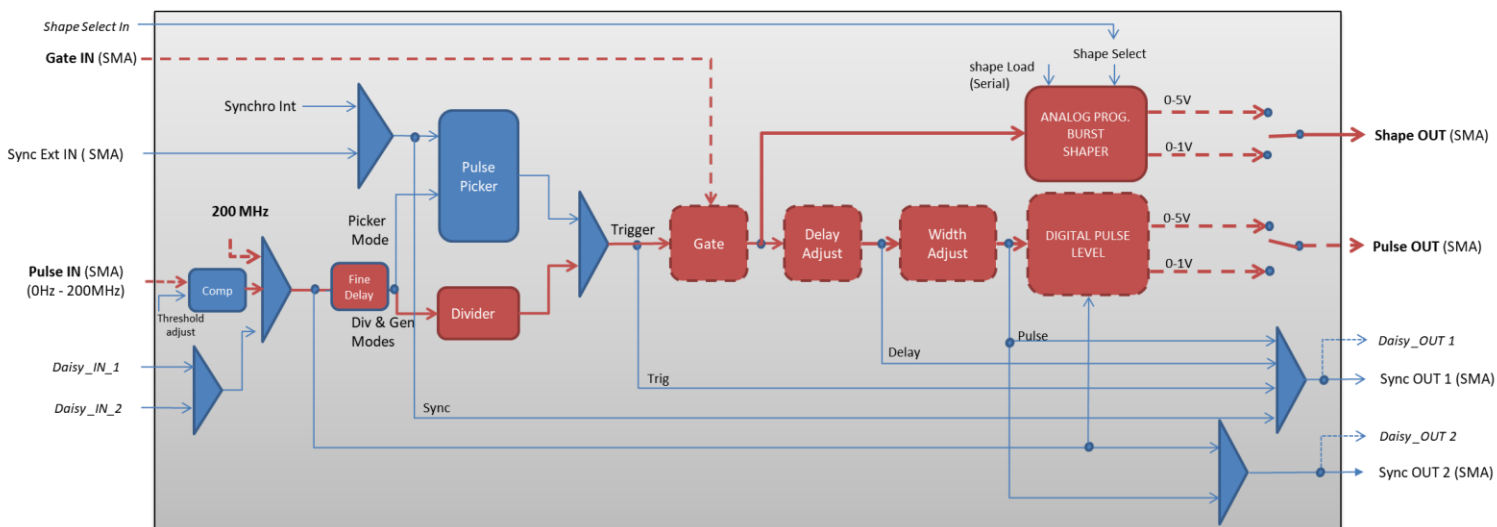 Shape Select In
Gate IN (SMA)
Shape Select
shape Load
(Serial)
Synchro Int
Sync Ext IN ( SMA)
Pulse
Picker
ANALOG PROG.
BURST
SHAPER
0-5V
0-1V
Shape OUT (SMA)
200 MHz
Picker
Mode
Trigger
Gate
Delay
Adjust
Width
Adjust
DIGITAL PULSE
LEVEL
0-5V
0-1V
Pulse OUT (SMA)
Pulse IN (SMA)
(0Hz - 200MHz)
Comp
Fine
Delay
Divider
Threshold
adjust
Div & Gen
Modes
Daisy_IN_1
Daisy_IN_2
Pulse
Delay
Trig
Sync
Daisy_OUT 1
Sync OUT 1 (SMA)
Daisy_OUT 2
Sync OUT 2 (SMA)